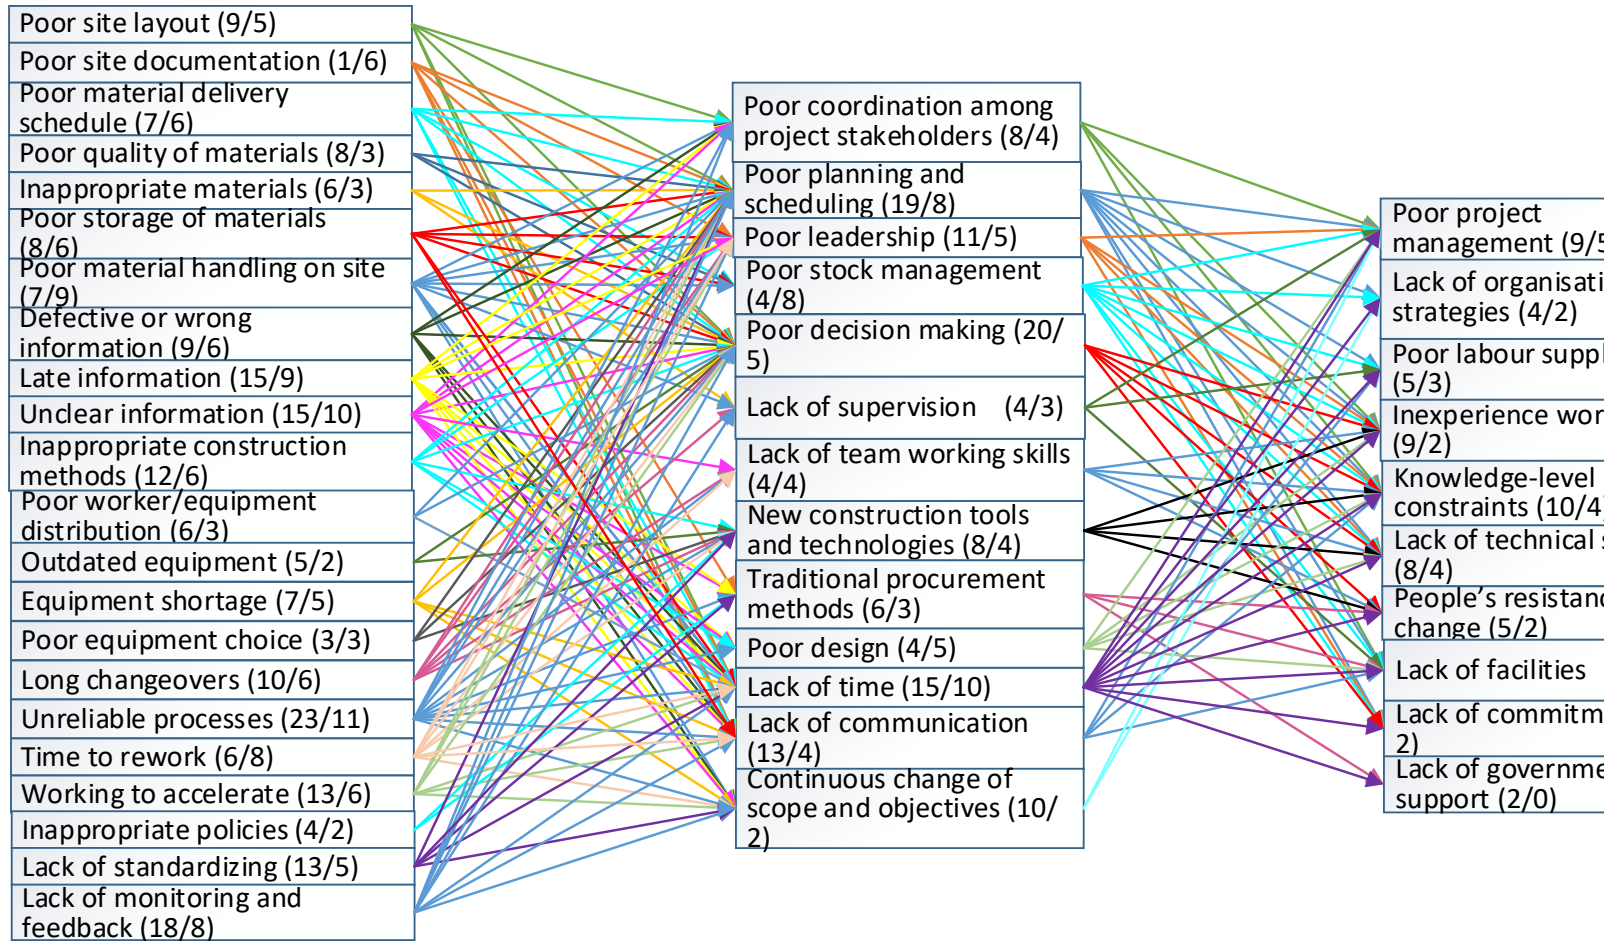 Poor site layout (9/5)
Poor site documentation (1/6)
Poor material delivery
schedule (7/6)
Poor quality of materials (8/3)
Inappropriate materials (6/3)
Poor storage of materials
(8/6)
Poor material handling on site
(7/9)
Defective or wrong
information (9/6)
Late information (15/9)
Unclear information (15/10)
Inappropriate construction
methods (12/6)
Poor worker/equipment
distribution (6/3)
Outdated equipment (5/2)
Equipment shortage (7/5)
Poor equipment choice (3/3)
Long changeovers (10/6)
Unreliable processes (23/11)
Time to rework (6/8)
Working to accelerate (13/6)
Inappropriate policies (4/2)
Lack of standardizing (13/5)
Lack of monitoring and
feedback (18/8)
Poor coordination among
project stakeholders (8/4)
Poor planning and
scheduling (19/8)
Poor leadership (11/5)
Poor stock management
(4/8)
Poor decision making (20/
5)
Lack of supervision (4/3)
Lack of team working skills
(4/4)
New construction tools
and technologies (8/4)
Traditional procurement
methods (6/3)
Poor design (4/5)
Lack of time (15/10)
Lack of communication
(13/4)
Continuous change of
scope and objectives (10/
2)
Poor project
management (9/5
Lack of organisati
strategies (4/2)
Poor labour suppl
(5/3)
Inexperience wor
(9/2)
Knowledge-level
constraints (10/4)
Lack of technical s
(8/4)
People’s resistanc
change (5/2)
Lack of facilities
Lack of commitm
2)
Lack of governme
support (2/0)